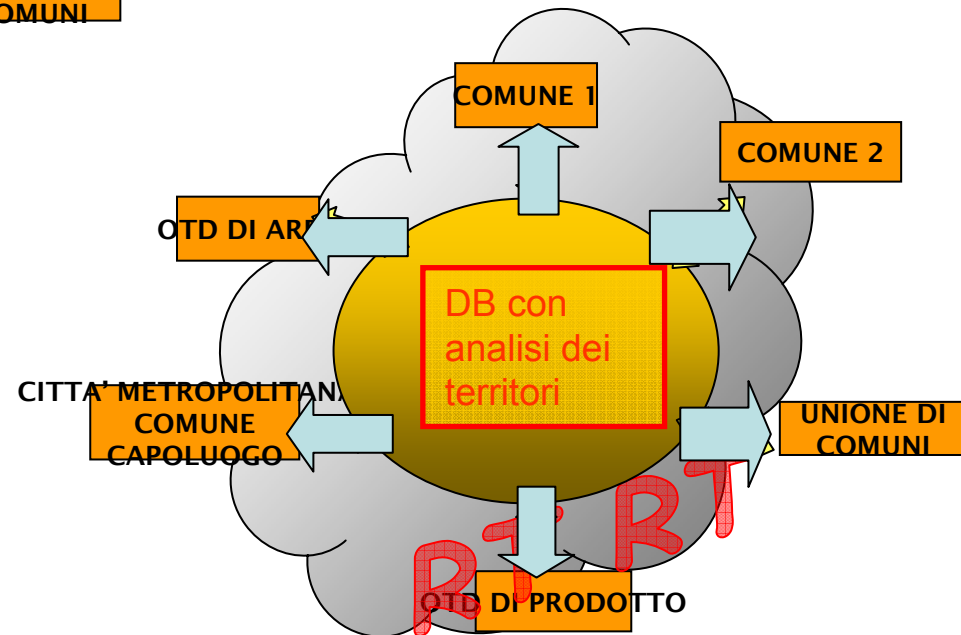 OMUNI
COMUNE 1
COMUNE 2
OTD DI
DB con
analisi dei
territori
CITTA' METROPOLITANA
COMUNE
CAPOLUOGO
UNIONE DI
COMUNI
RT RT
OTD DI PRODOTTO